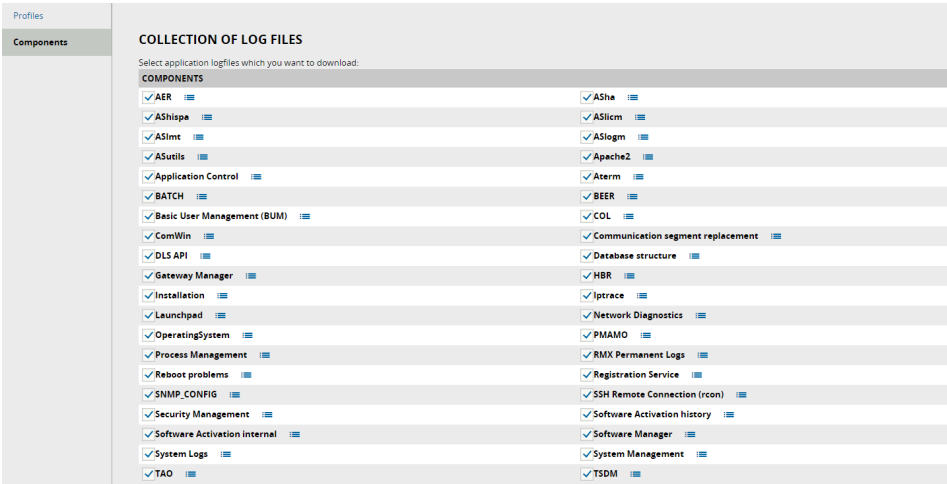 Profiles
Components
COLLECTION OF LOG FILES
Select application logfiles which you want to download:
COMPONENTS
AER ASha
AShispa ASlicm
ASlmt ASlogm
ASutils Apache2
Application Control Aterm
BATCH BEER
Basic User Management (BUM) COL
ComWin Communication segment replacement
DLS API Database structure
Gateway Manager HBR
Installation Iptrace
Launchpad Network Diagnostics
OperatingSystem PMAMO
Process Management RMX Permanent Logs
Reboot problems Registration Service
SNMP_CONFIG SSH Remote Connection (rcon)
Security Management Software Activation history
Software Activation internal Software Manager
System Logs System Management
TAO TSDM